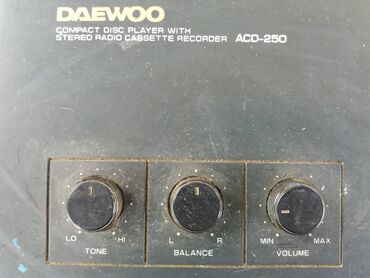 DAEWOO
COMPACT DISC PLAYER WITH
STEREO RADIO CASSETTE RECORDER ACD-250
LO HI L R MIN MAX
TONE BALANCE VOLUME